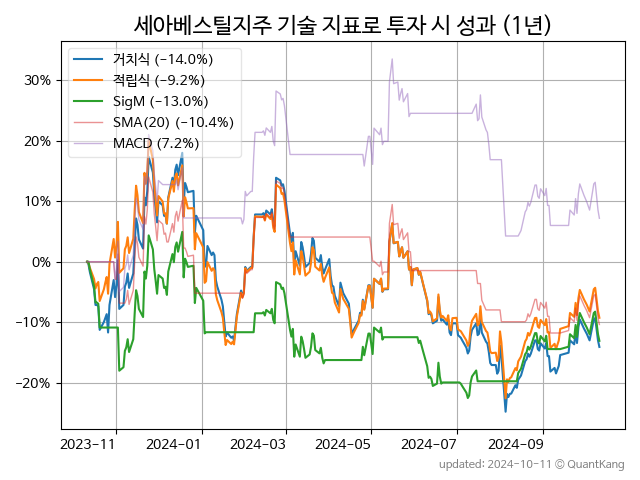 세아베스틸지주 기술 지표로 투자 시 성과 (1년)
거치식 (−14.0%)
적립식 (−9.2%)
SigM (−13.0%)
SMA(20) (−10.4%)
MACD (7.2%)
30%
20%
10%
0%
−10%
−20%
2023-11 2024-01 2024-03 2024-05 2024-07 2024-09
updated: 2024-10-11 © QuantKang